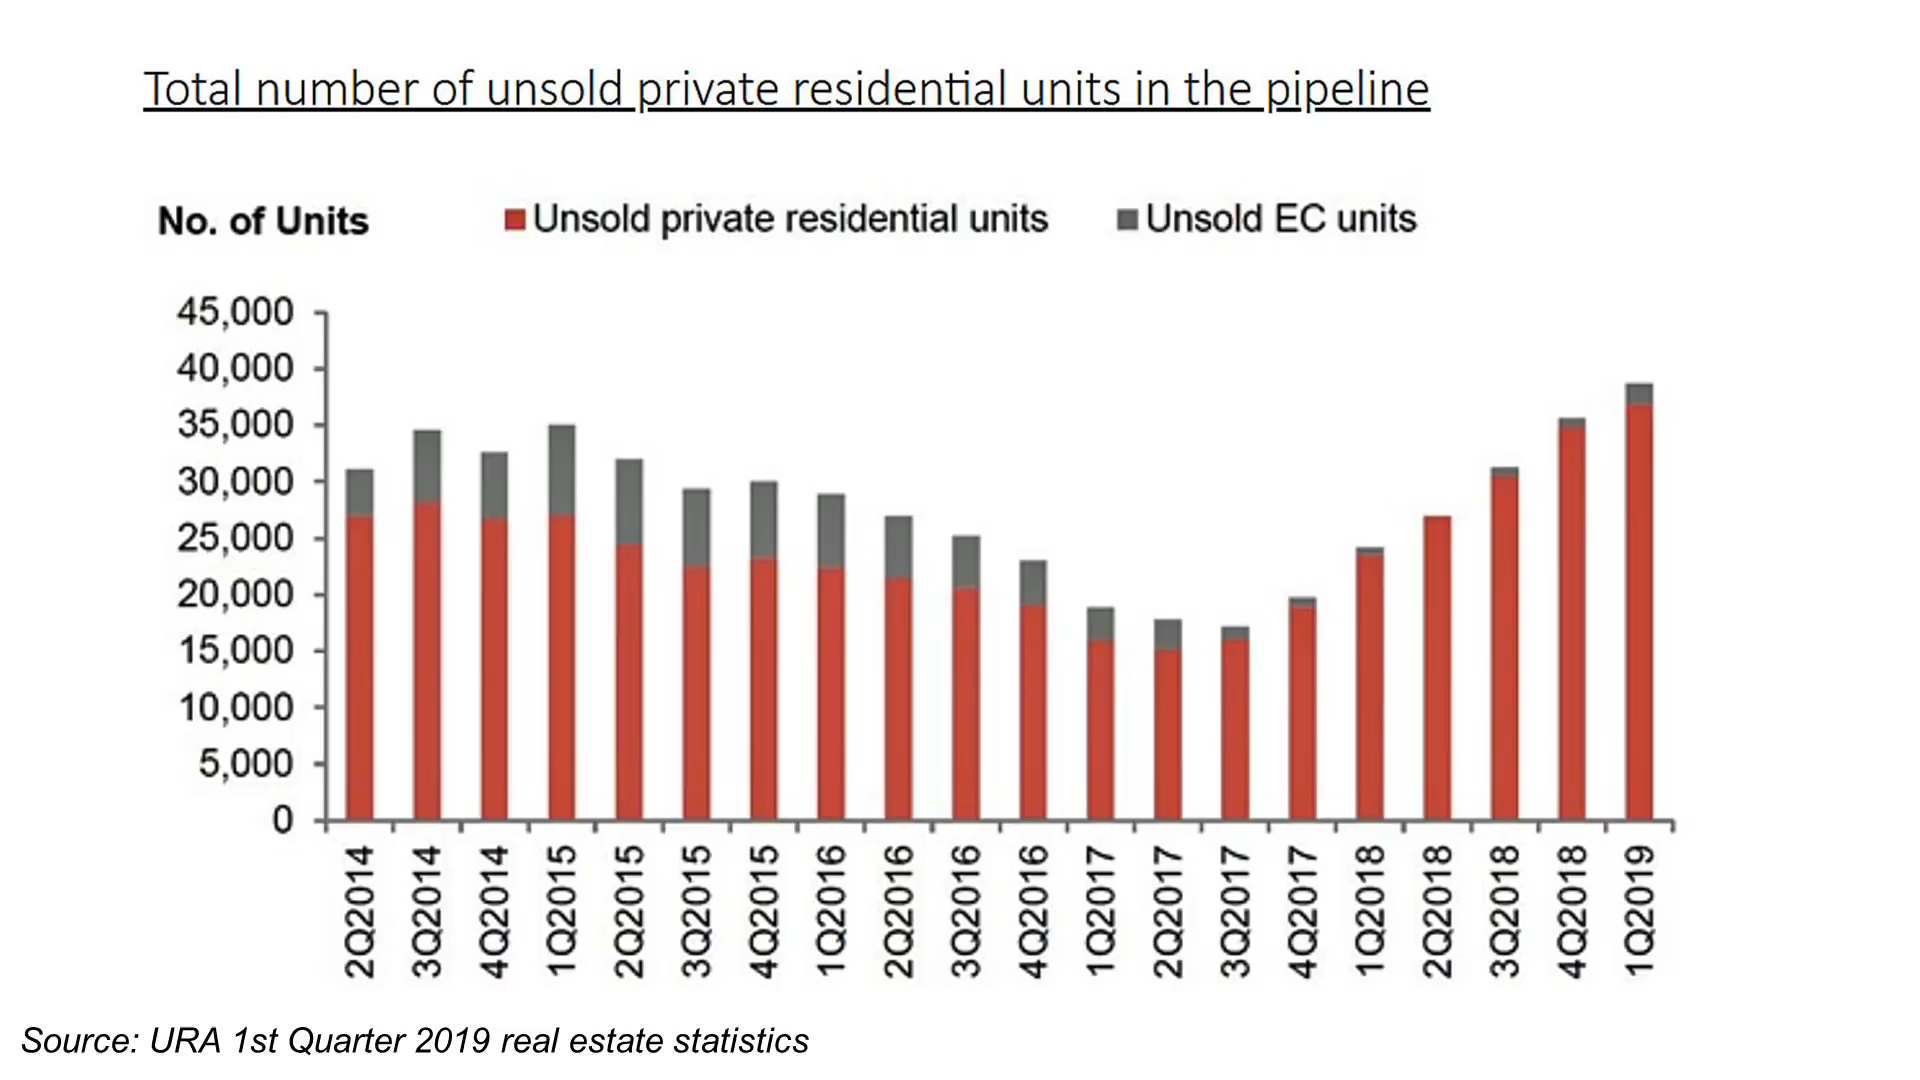 Total number of unsold private residential units in the pipeline
No. of Units
Unsold private residential units
Unsold EC units
45,000
40,000
35,000
30,000
25,000
20,000
15,000
10,000
5,000
0
2Q2014
3Q2014
4Q2014
1Q2015
2Q2015
3Q2015
4Q2015
1Q2016
2Q2016
3Q2016
4Q2016
1Q2017
2Q2017
3Q2017
4Q2017
1Q2018
2Q2018
3Q2018
4Q2018
1Q2019
Source: URA 1st Quarter 2019 real estate statistics